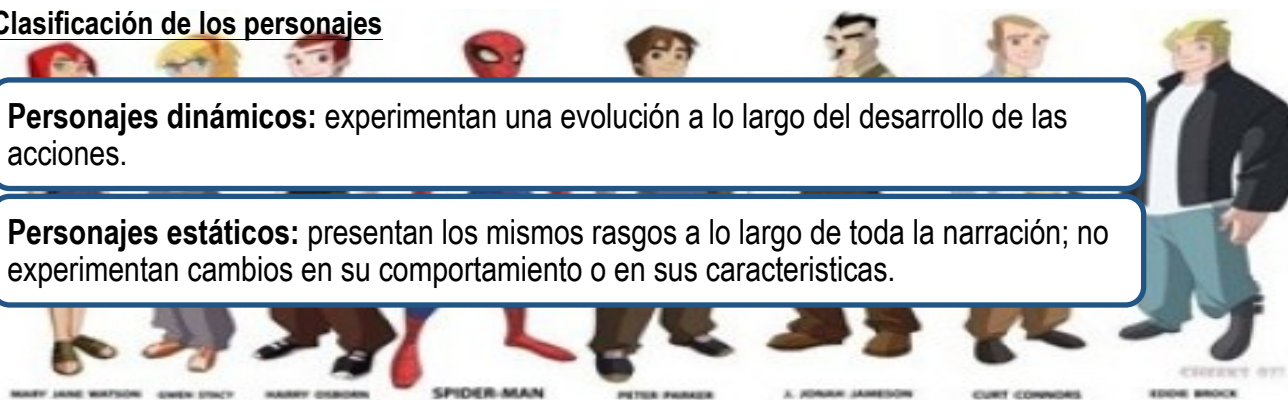 Clasificación de los personajes
Personajes dinámicos: experimentan una evolución a lo largo del desarrollo de las
acciones.
Personajes estáticos: presentan los mismos rasgos a lo largo de toda la narración; no
experimentan cambios en su comportamiento o en sus caracteristicas.
MARY JANE WATSON GWEN STACY HARRY OSBORN SPIDER-MAN PETER PARKER J. JONAH JAMESON CURT CONNORS EDDIE BROCK